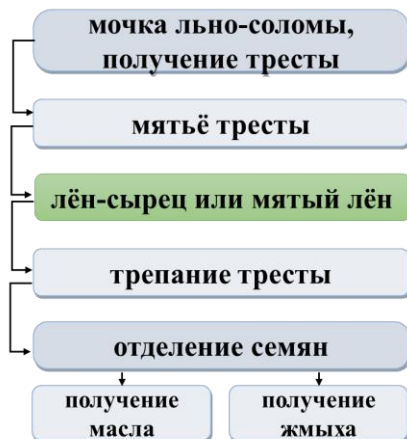 мочка льно-соломы,
получение тресты
мятьё тресты
лён-сырец или мятый лён
трепание тресты
отделение семян
получение
масла
получение
жмыха